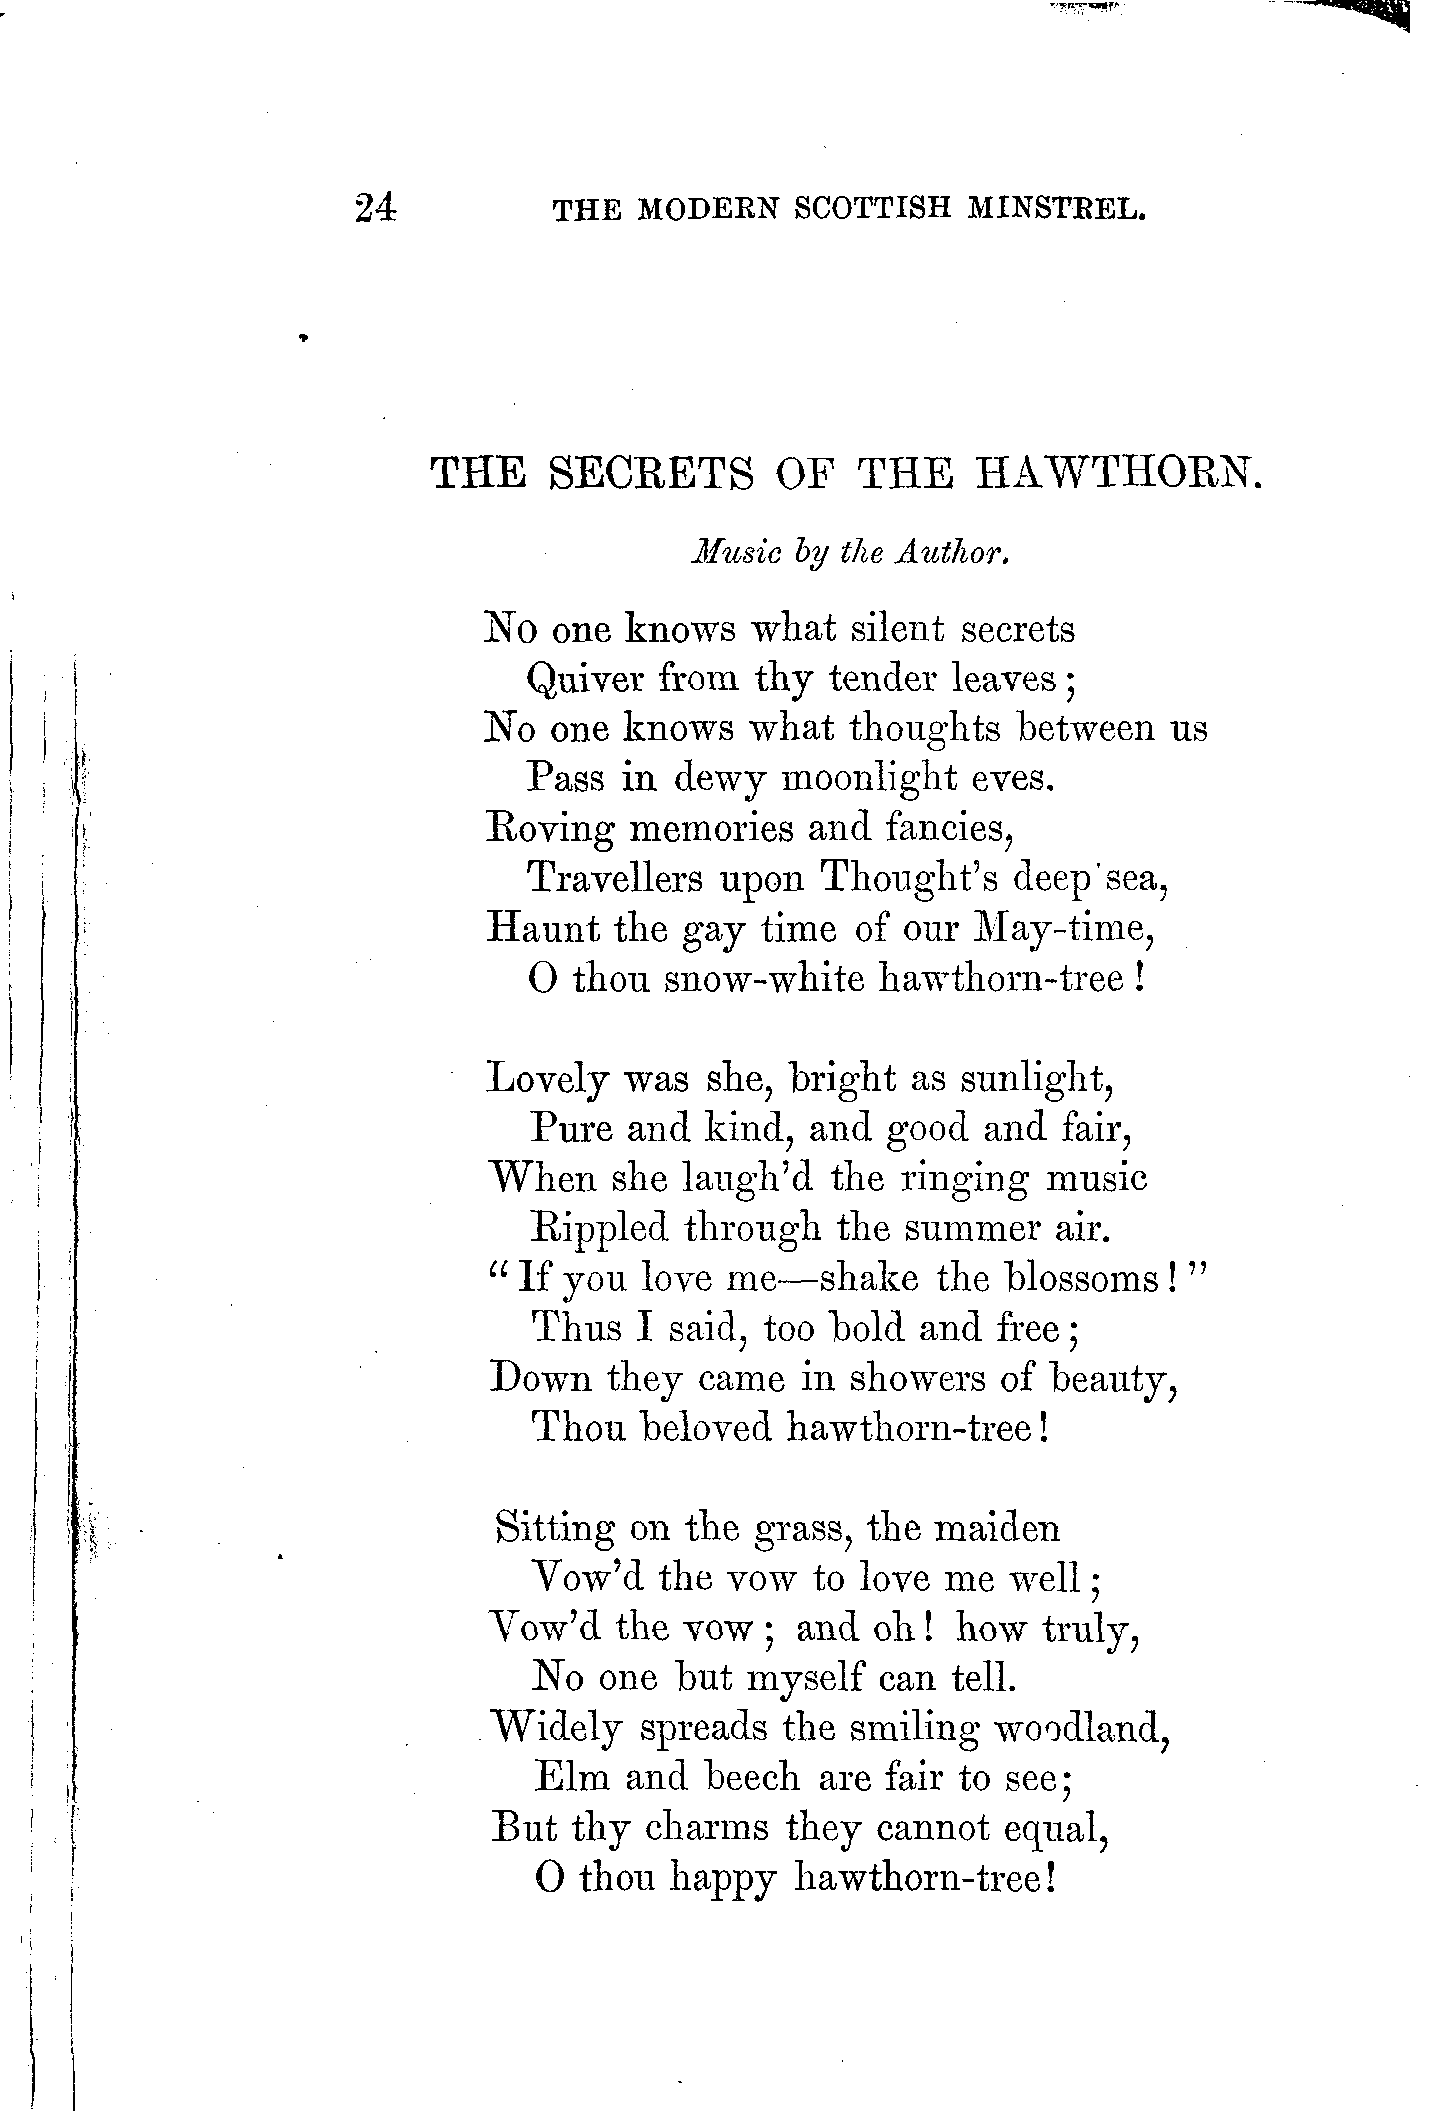 24 THE MODERN SCOTTISH MINSTREL.
THE SECRETS OF THE HAWTHORN.
Music by the Author.
No one knows what silent secrets
Quiver from thy tender leaves;
No one knows what thoughts between us
Pass in dewy moonlight eves.
Roving memories and fancies,
Travellers upon Thought's deep sea,
Haunt the gay time of our May-time,
O thou snow-white hawthorn-tree!
Lovely was she, bright as sunlight,
Pure and kind, and good and fair,
When she laugh'd the ringing music
Rippled through the summer air.
"If you love me—shake the blossoms!"
Thus I said, too bold and free;
Down they came in showers of beauty,
Thou beloved hawthorn-tree!
Sitting on the grass, the maiden
Vow'd the vow to love me well;
Vow'd the vow; and oh! how truly,
No one but myself can tell.
Widely spreads the smiling woodland,
Elm and beech are fair to see;
But thy charms they cannot equal,
O thou happy hawthorn-tree!